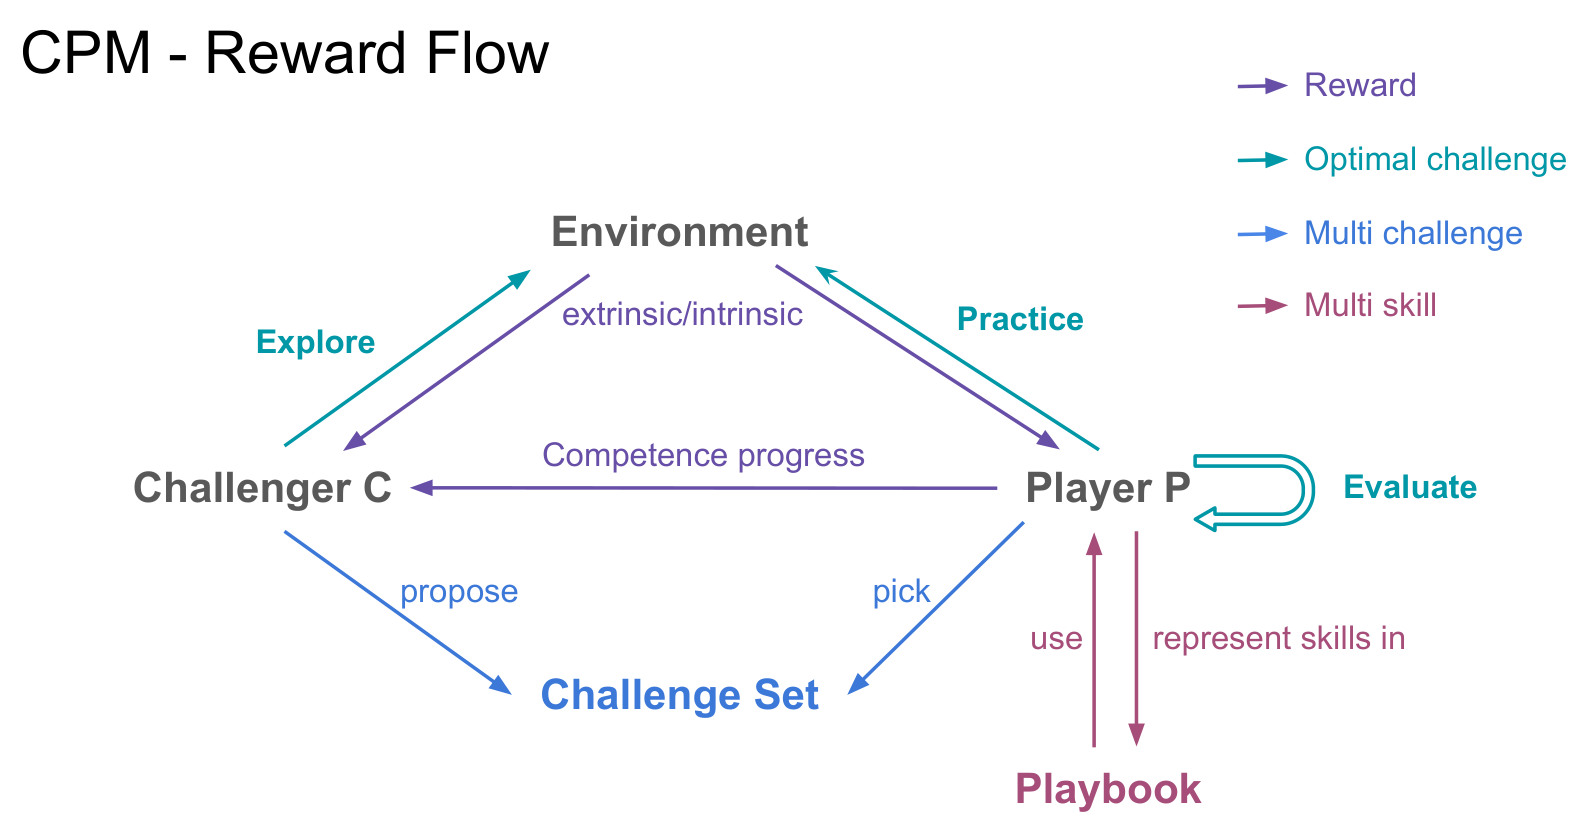 CPM - Reward Flow
Reward
Optimal challenge
Multi challenge
Multi skill
Environment
extrinsic/intrinsic
Explore
Practice
Competence progress
Challenger C
Player P
Evaluate
propose
pick
use
represent skills in
Challenge Set
Playbook